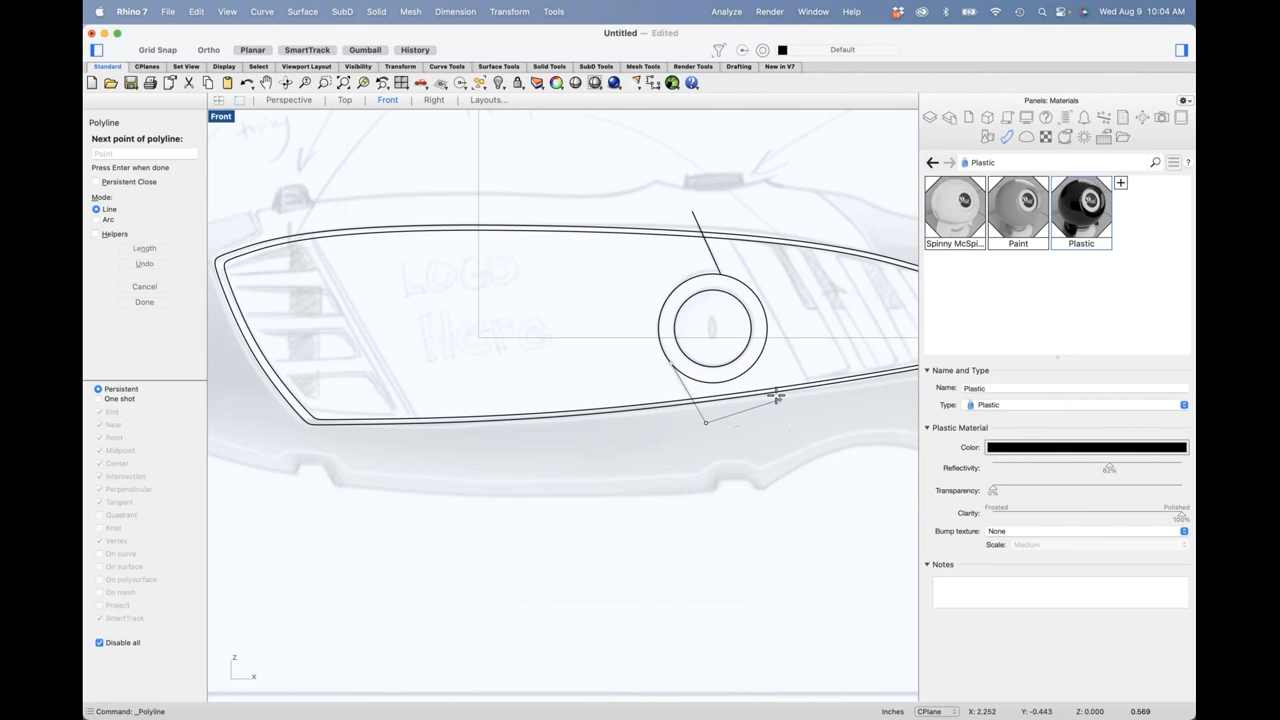 Rhino 7 File Edit View Curve Surface SubD Solid Mesh Dimension Transform Tools Analyze Render Window Help Wed Aug 9 10:04 AM
Untitled — Edited
Grid Snap Ortho Planar SmartTrack Gumball History Default
Standard CPlanes Set View Display Select Viewport Layout Visibility Transform Curve Tools Surface Tools Solid Tools SubD Tools Mesh Tools Render Tools Drafting New in V7
Perspective Top Front Right Layouts...
Front
Polyline
Next point of polyline:
Point
Press Enter when done
Persistent Close
Mode:
Line
Arc
Helpers
Length
Undo
Cancel
Done
Persistent
One shot
End
Near
Point
Midpoint
Center
Intersection
Perpendicular
Tangent
Quadrant
Knot
Vertex
On curve
On surface
On polysurface
On mesh
Project
SmartTrack
Disable all
LOGO
Here
z
x
Panels: Materials
Plastic
Spinny McSpi... Paint Plastic
Name and Type
Name: Plastic
Type: Plastic
Plastic Material
Color:
Reflectivity:
63%
Transparency:
0%
Frosted Polished
Clarity:
100%
Bump texture: None
Scale: Medium
Notes
Command: _Polyline Inches CPlane X: 2.252 Y: -0.443 Z: 0.000 0.569